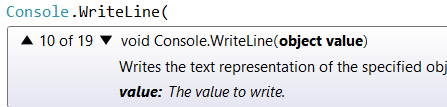 Console.WriteLine(
▲ 10 of 19 ▼ void Console.WriteLine(object value)
Writes the text representation of the specified obj
value: The value to write.